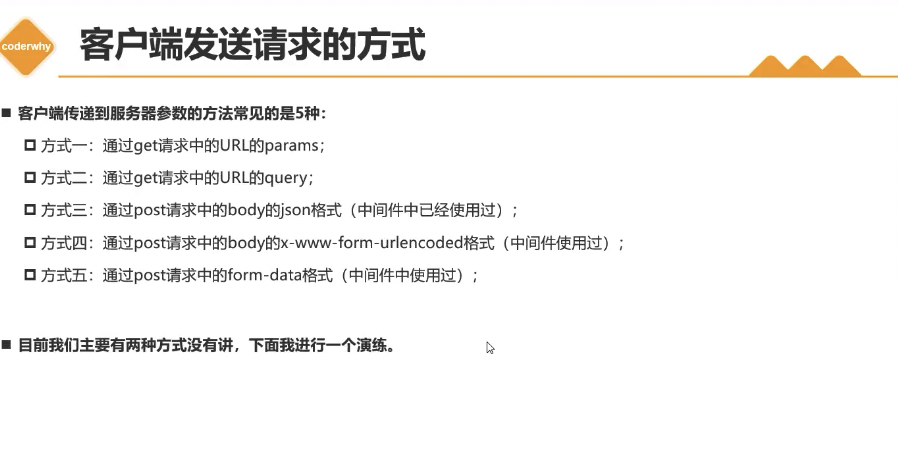 coderwhy
客户端发送请求的方式
客户端传递到服务器参数的方法常见的是5种：
方式一：通过get请求中的URL的params；
方式二：通过get请求中的URL的query；
方式三：通过post请求中的body的json格式（中间件中已经使用过）；
方式四：通过post请求中的body的x-www-form-urlencoded格式（中间件使用过）；
方式五：通过post请求中的form-data格式（中间件中使用过）；
目前我们主要有两种方式没有讲，下面我进行一个演练。